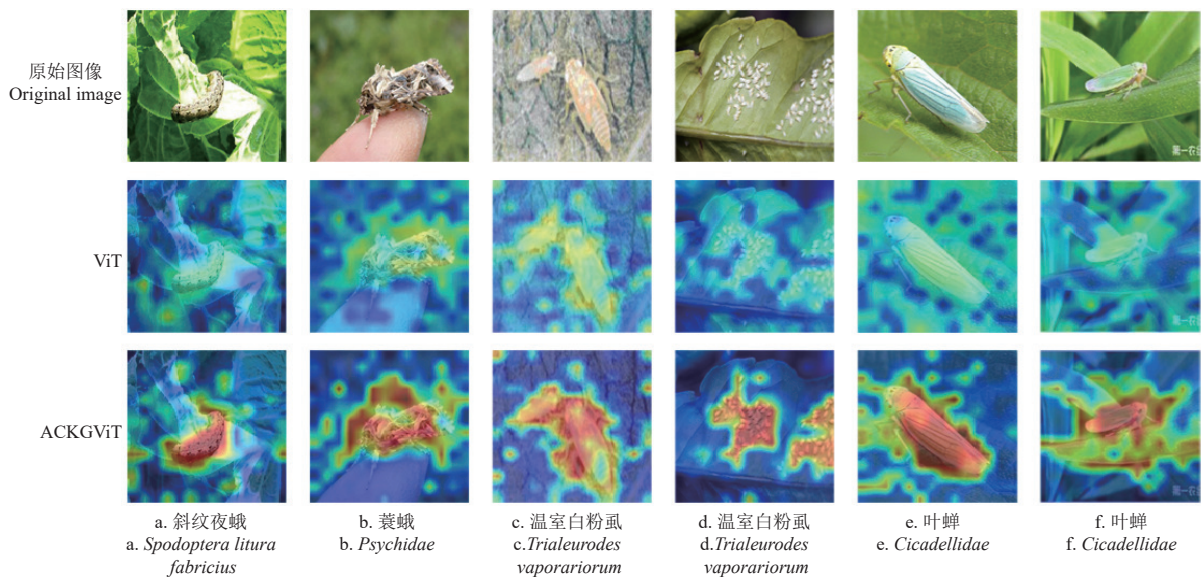 原始图像
Original image
ViT
ACKGViT
a. 斜纹夜蛾
a. Spodoptera litura
fabricius
b. 蓑蛾
b. Psychidae
c. 温室白粉虱
c.Trialeurodes
vaporariorum
d. 温室白粉虱
d.Trialeurodes
vaporariorum
e. 叶蝉
e. Cicadellidae
f. 叶蝉
f. Cicadellidae